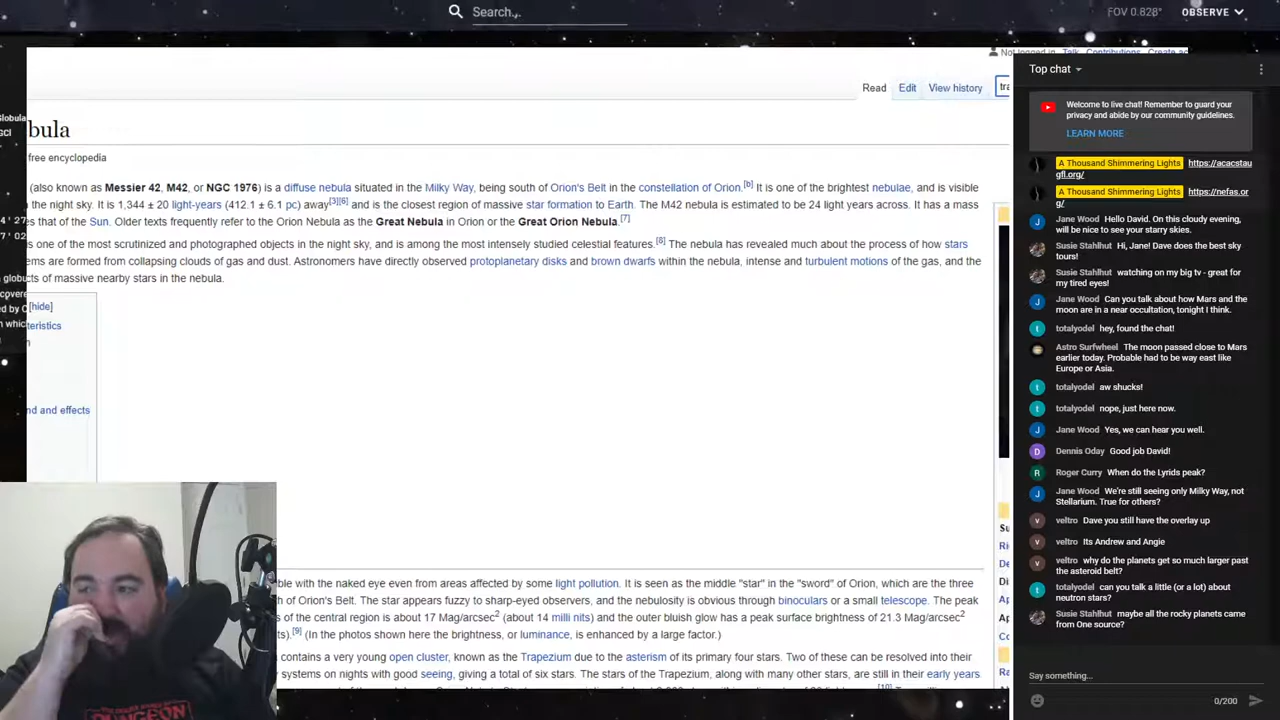 Search...
FOV 0.828°
OBSERVE
Not logged in Talk Contributions Create ac
Read Edit View history tra
bula
free encyclopedia
(also known as Messier 42, M42, or NGC 1976) is a diffuse nebula situated in the Milky Way, being south of Orion's Belt in the constellation of Orion.[b] It is one of the brightest nebulae, and is visible
the night sky. It is 1,344 ± 20 light-years (412.1 ± 6.1 pc) away[3][6] and is the closest region of massive star formation to Earth. The M42 nebula is estimated to be 24 light years across. It has a mass
s that of the Sun. Older texts frequently refer to the Orion Nebula as the Great Nebula in Orion or the Great Orion Nebula.[7]
s one of the most scrutinized and photographed objects in the night sky, and is among the most intensely studied celestial features.[8] The nebula has revealed much about the process of how stars
ems are formed from collapsing clouds of gas and dust. Astronomers have directly observed protoplanetary disks and brown dwarfs within the nebula, intense and turbulent motions of the gas, and the
cts of massive nearby stars in the nebula.
[hide]
teristics
nd and effects
ble with the naked eye even from areas affected by some light pollution. It is seen as the middle "star" in the "sword" of Orion, which are the three
h of Orion's Belt. The star appears fuzzy to sharp-eyed observers, and the nebulosity is obvious through binoculars or a small telescope. The peak
s of the central region is about 17 Mag/arcsec2 (about 14 milli nits) and the outer bluish glow has a peak surface brightness of 21.3 Mag/arcsec2
ts).[9] (In the photos shown here the brightness, or luminance, is enhanced by a large factor.)
contains a very young open cluster, known as the Trapezium due to the asterism of its primary four stars. Two of these can be resolved into their
systems on nights with good seeing, giving a total of six stars. The stars of the Trapezium, along with many other stars, are still in their early years
Top chat
Welcome to live chat! Remember to guard your
privacy and abide by our community guidelines.
LEARN MORE
A Thousand Shimmering Lights https://acacstau
gfl.org/
A Thousand Shimmering Lights https://nefas.or
g/
Jane Wood Hello David. On this cloudy evening,
will be nice to see your starry skies.
Susie Stahlhut Hi, Jane! Dave does the best sky
tours!
Susie Stahlhut watching on my big tv - great for
my tired eyes!
Jane Wood Can you talk about how Mars and the
moon are in a near occultation, tonight I think.
totalyodel hey, found the chat!
Astro Surfwheel The moon passed close to Mars
earlier today. Probable had to be way east like
Europe or Asia.
totalyodel aw shucks!
totalyodel nope, just here now.
Jane Wood Yes, we can hear you well.
Dennis Oday Good job David!
Roger Curry When do the Lyrids peak?
Jane Wood We're still seeing only Milky Way, not
Stellarium. True for others?
veltro Dave you still have the overlay up
veltro Its Andrew and Angie
veltro why do the planets get so much larger past
the asteroid belt?
totalyodel can you talk a little (or a lot) about
neutron stars?
Susie Stahlhut maybe all the rocky planets came
from One source?
Say something...
0/200
DUNGEON